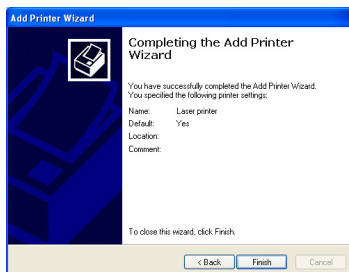 Add Printer Wizard
Completing the Add Printer
Wizard
You have successfully completed the Add Printer Wizard.
You specified the following printer settings:
Name: Laser printer
Default: Yes
Location:
Comment:
To close this wizard, click Finish.
< Back Finish Cancel